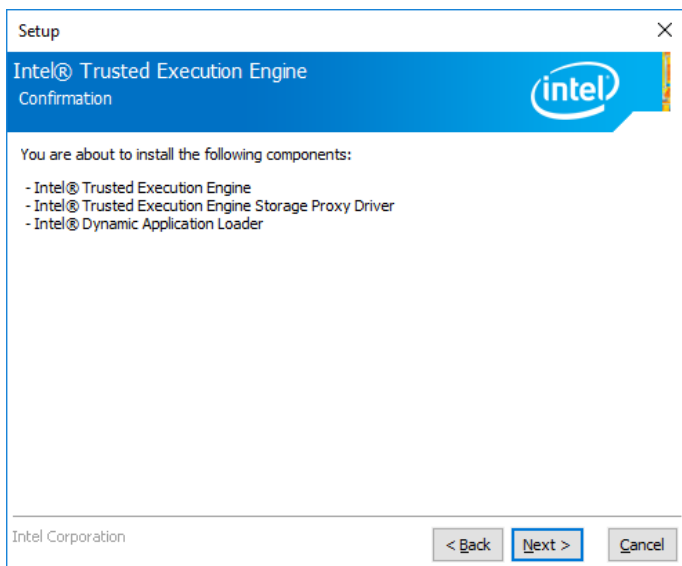 Setup
Intel® Trusted Execution Engine
Confirmation
intel
You are about to install the following components:
- Intel® Trusted Execution Engine
- Intel® Trusted Execution Engine Storage Proxy Driver
- Intel® Dynamic Application Loader
Intel Corporation
< Back
Next >
Cancel